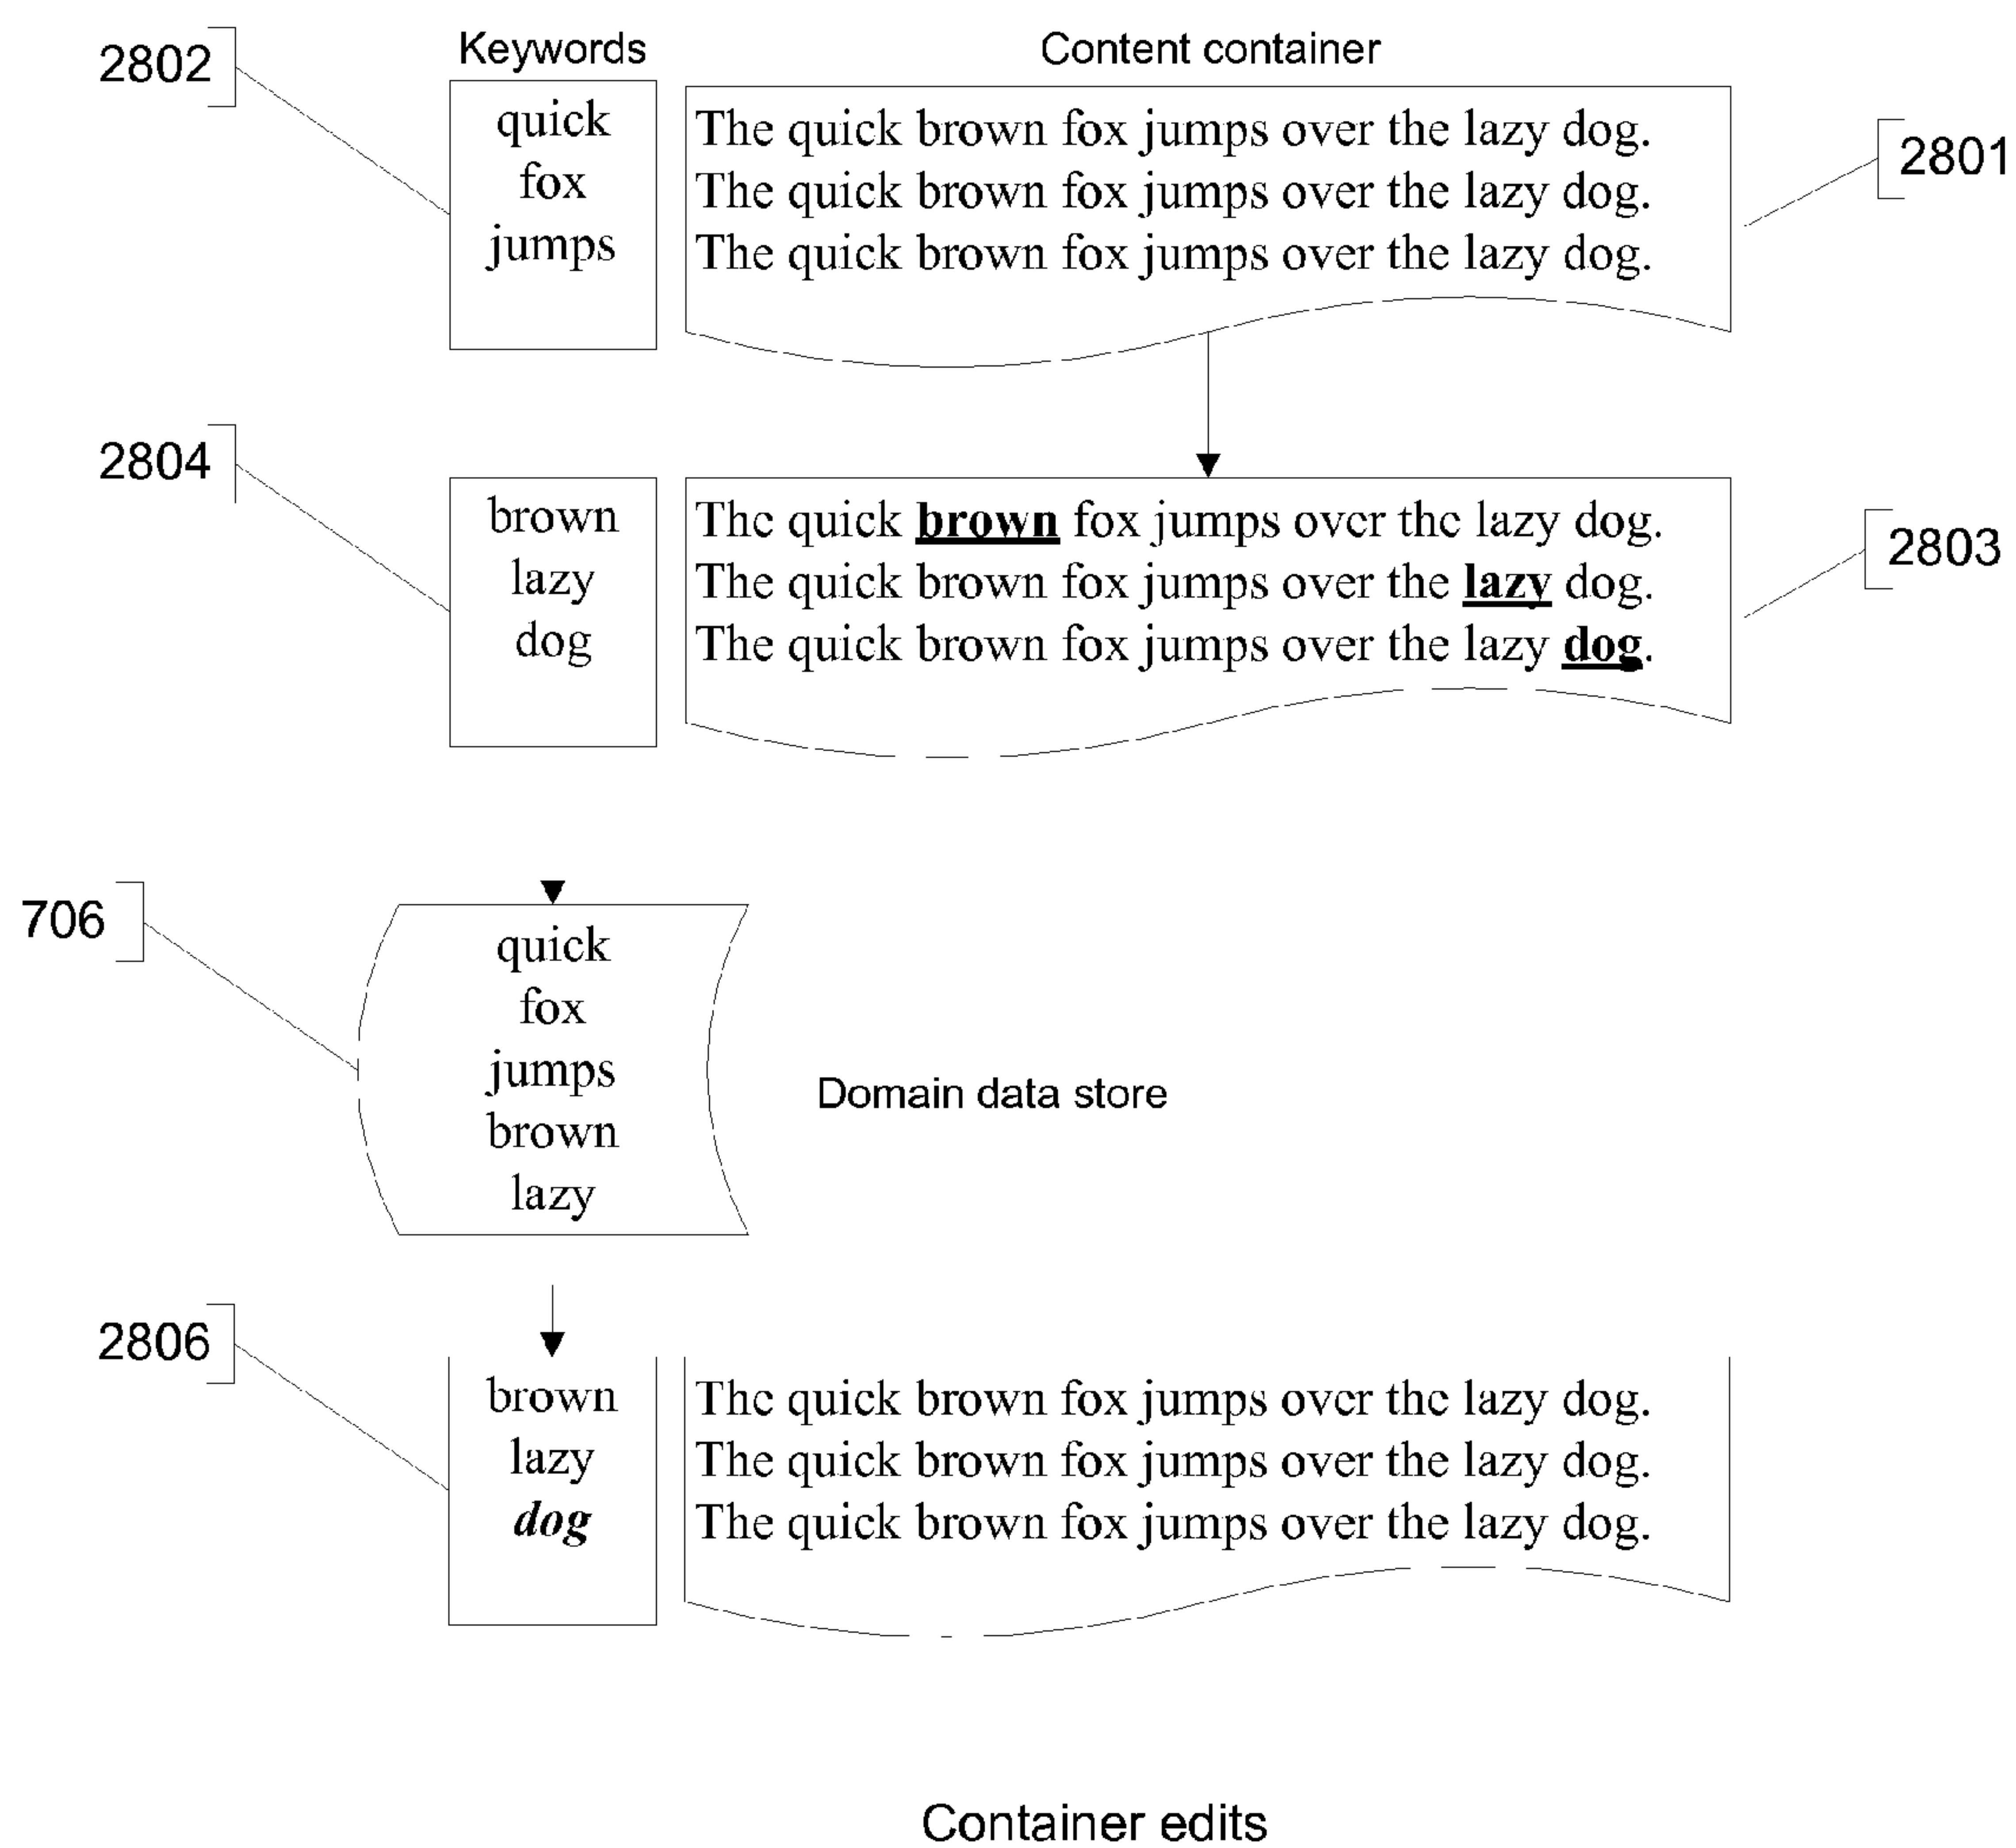 2802
Keywords
Content container
quick
fox
jumps
The quick brown fox jumps over the lazy dog.
The quick brown fox jumps over the lazy dog.
The quick brown fox jumps over the lazy dog.
2801
2804
brown
lazy
dog
The quick brown fox jumps over the lazy dog.
The quick brown fox jumps over the lazy dog.
The quick brown fox jumps over the lazy dog.
2803
706
quick
fox
jumps
brown
lazy
Domain data store
2806
brown
lazy
dog
The quick brown fox jumps over the lazy dog.
The quick brown fox jumps over the lazy dog.
The quick brown fox jumps over the lazy dog.
Container edits